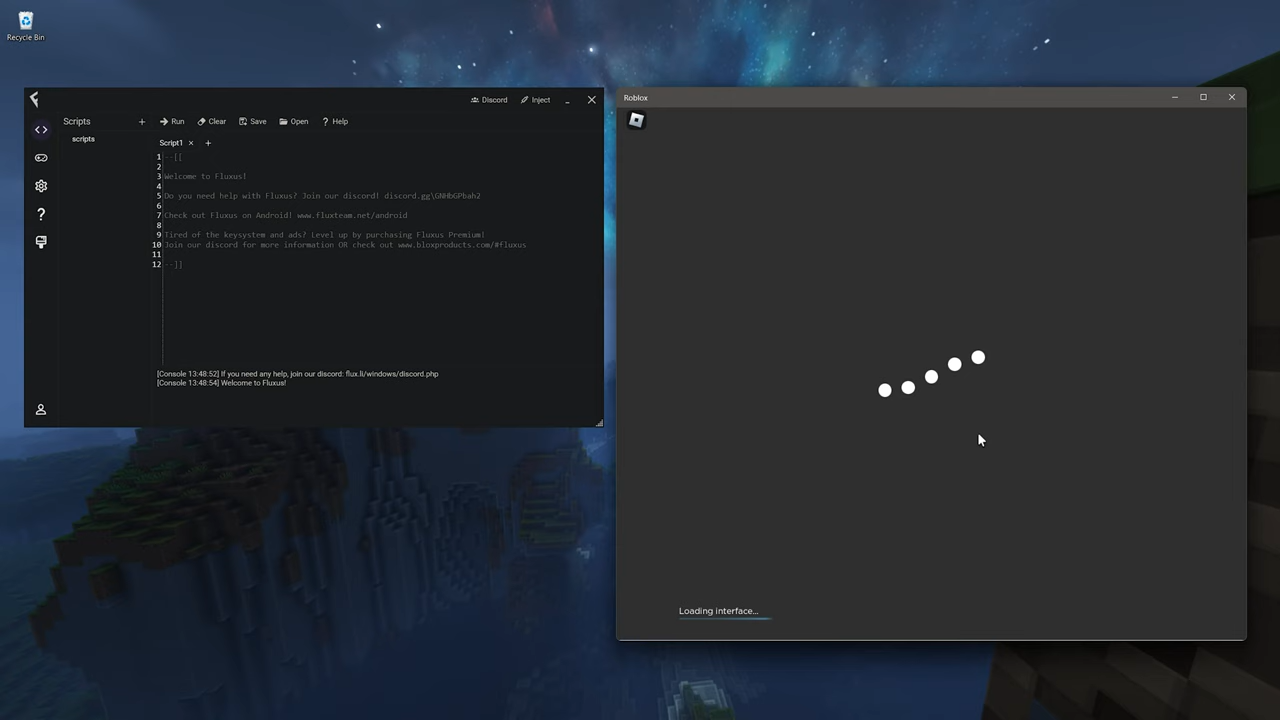 Recycle Bin
Discord
Inject
Scripts
Run
Clear
Save
Open
? Help
scripts
Script1
1 --[[
2
3 Welcome to Fluxus!
4
5 Do you need help with Fluxus? Join our discord! discord.gg\GNHbGPbah2
6
7 Check out Fluxus on Android! www.fluxteam.net/android
8
9 Tired of the keysystem and ads? Level up by purchasing Fluxus Premium!
10 Join our discord for more information OR check out www.bloxproducts.com/#fluxus
11
12 --]]
[Console 13:48:52] If you need any help, join our discord: flux.li/windows/discord.php
[Console 13:48:54] Welcome to Fluxus!
Roblox
Loading interface...